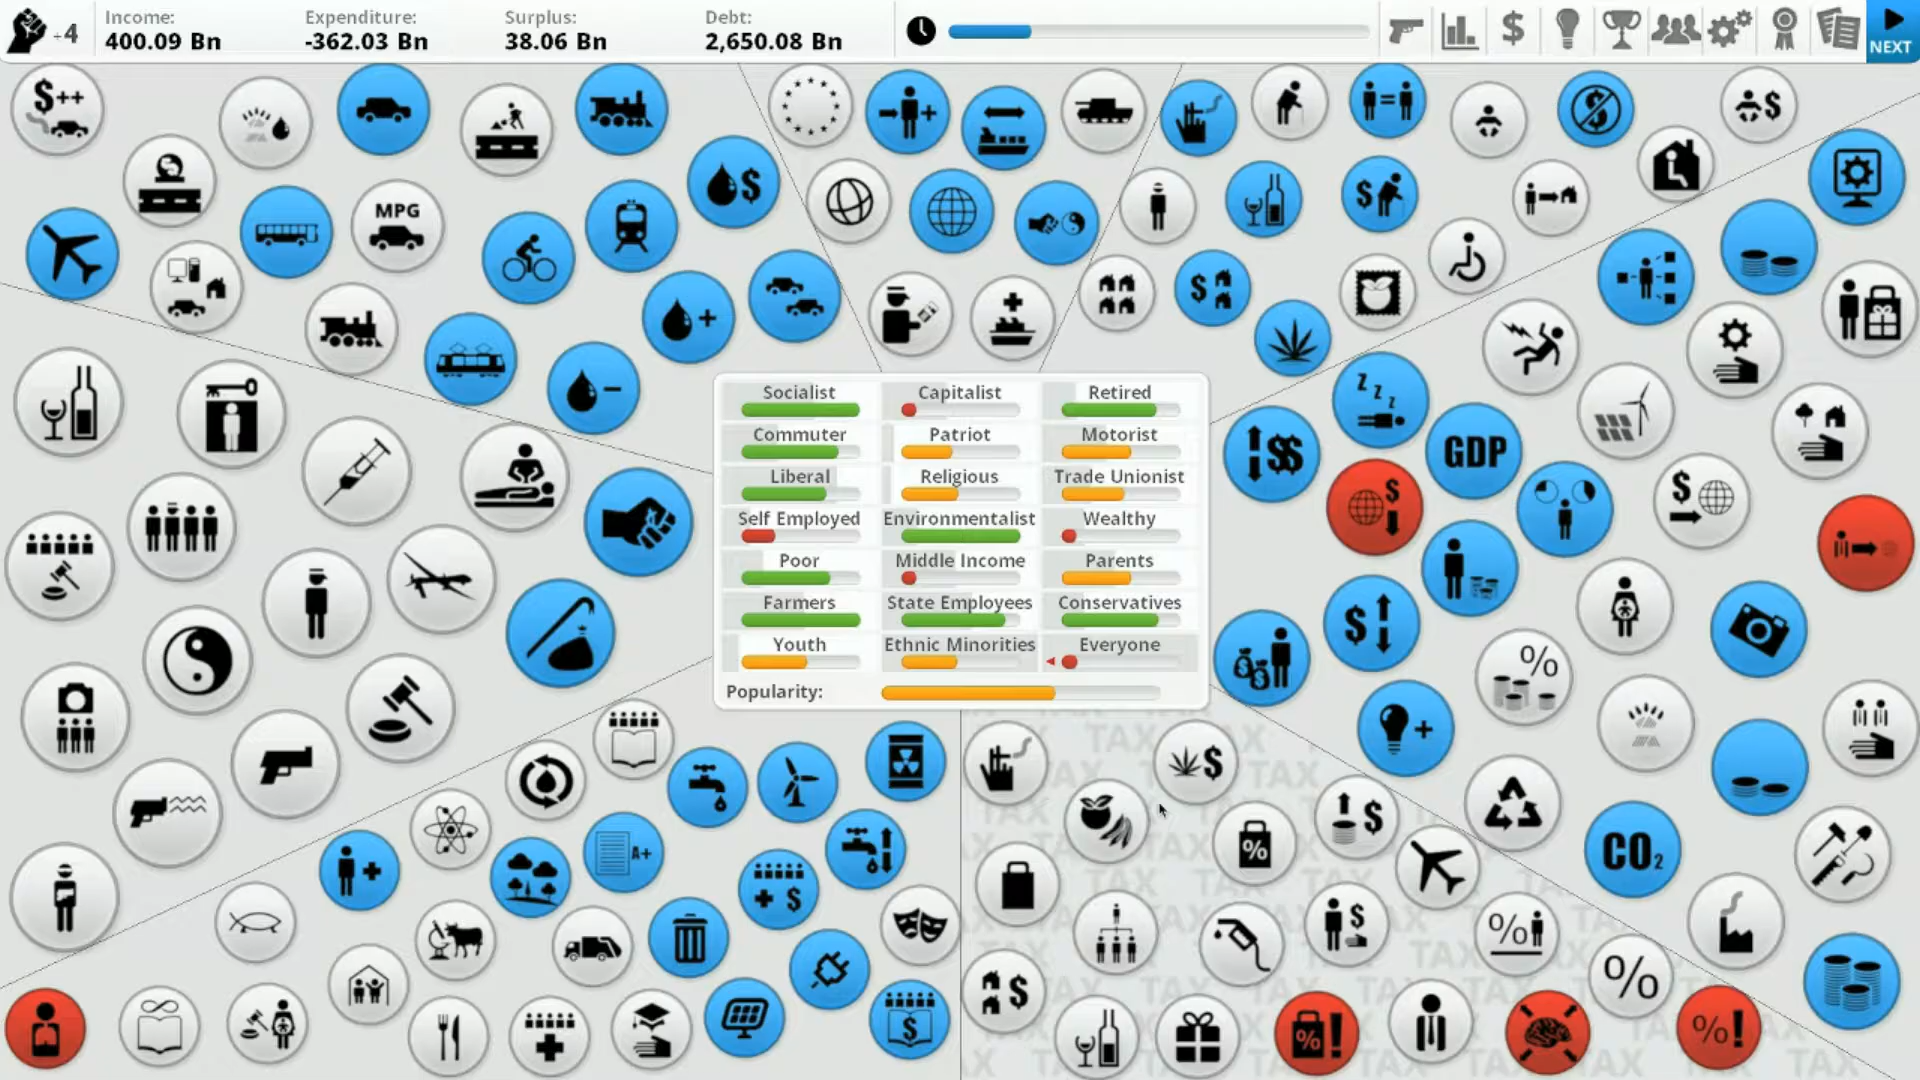 +4
Income:
400.09 Bn
Expenditure:
-362.03 Bn
Surplus:
38.06 Bn
Debt:
2,650.08 Bn
NEXT
$++
MPG
$
+
-
$
$
$
$
Socialist
Capitalist
Retired
Commuter
Patriot
Motorist
Liberal
Religious
Trade Unionist
Self Employed
Environmentalist
Wealthy
Poor
Middle Income
Parents
Farmers
State Employees
Conservatives
Youth
Ethnic Minorities
Everyone
Popularity:
zzz
$$
GDP
$
$
$
%
+
CO2
A+
+ $
$
TAX
$
%
$
$
%
$
%
%!
%!